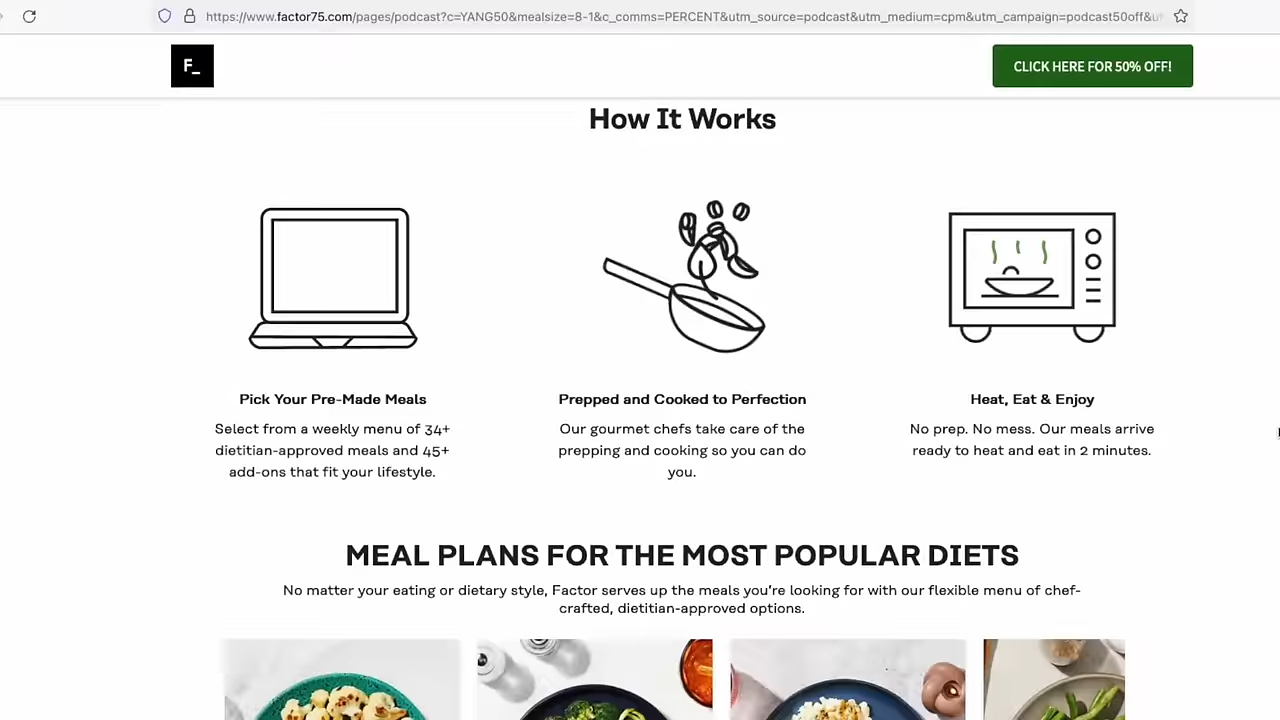 https://www.factor75.com/pages/podcast?c=YANG50&mealsize=8-1&c_comms=PERCENT&utm_source=podcast&utm_medium=cpm&utm_campaign=podcast50off&u
F_
CLICK HERE FOR 50% OFF!
How It Works
Pick Your Pre-Made Meals
Select from a weekly menu of 34+
dietitian-approved meals and 45+
add-ons that fit your lifestyle.
Prepped and Cooked to Perfection
Our gourmet chefs take care of the
prepping and cooking so you can do
you.
Heat, Eat & Enjoy
No prep. No mess. Our meals arrive
ready to heat and eat in 2 minutes.
MEAL PLANS FOR THE MOST POPULAR DIETS
No matter your eating or dietary style, Factor serves up the meals you're looking for with our flexible menu of chef-
crafted, dietitian-approved options.